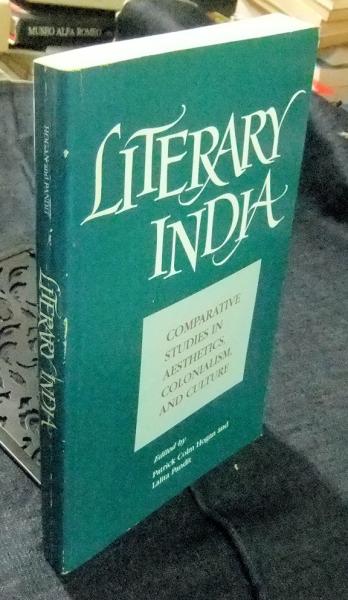 MUSEO ALFA ROMEO
HOGAN and PANDIT
LITERARY INDIA
LITERARY
INDIA
COMPARATIVE
STUDIES IN
AESTHETICS,
COLONIALISM,
AND CULTURE
Edited by
Patrick Colm Hogan and
Lalita Pandit